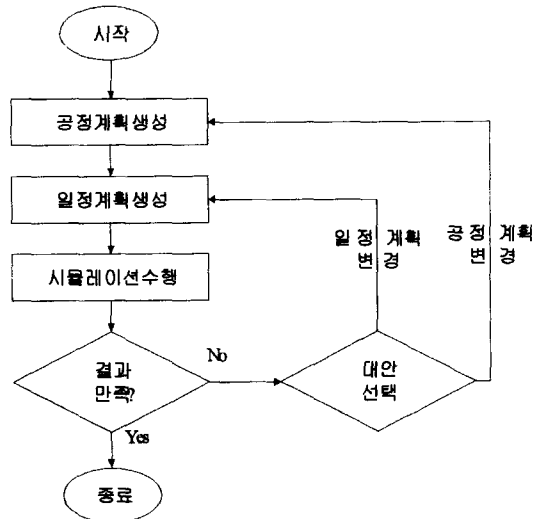 시작
공정계획생성
일정계획생성
시뮬레이션수행
결과
만족?
No
Yes
대안
선택
일정 계획
변경
공정 계획
변경
종료